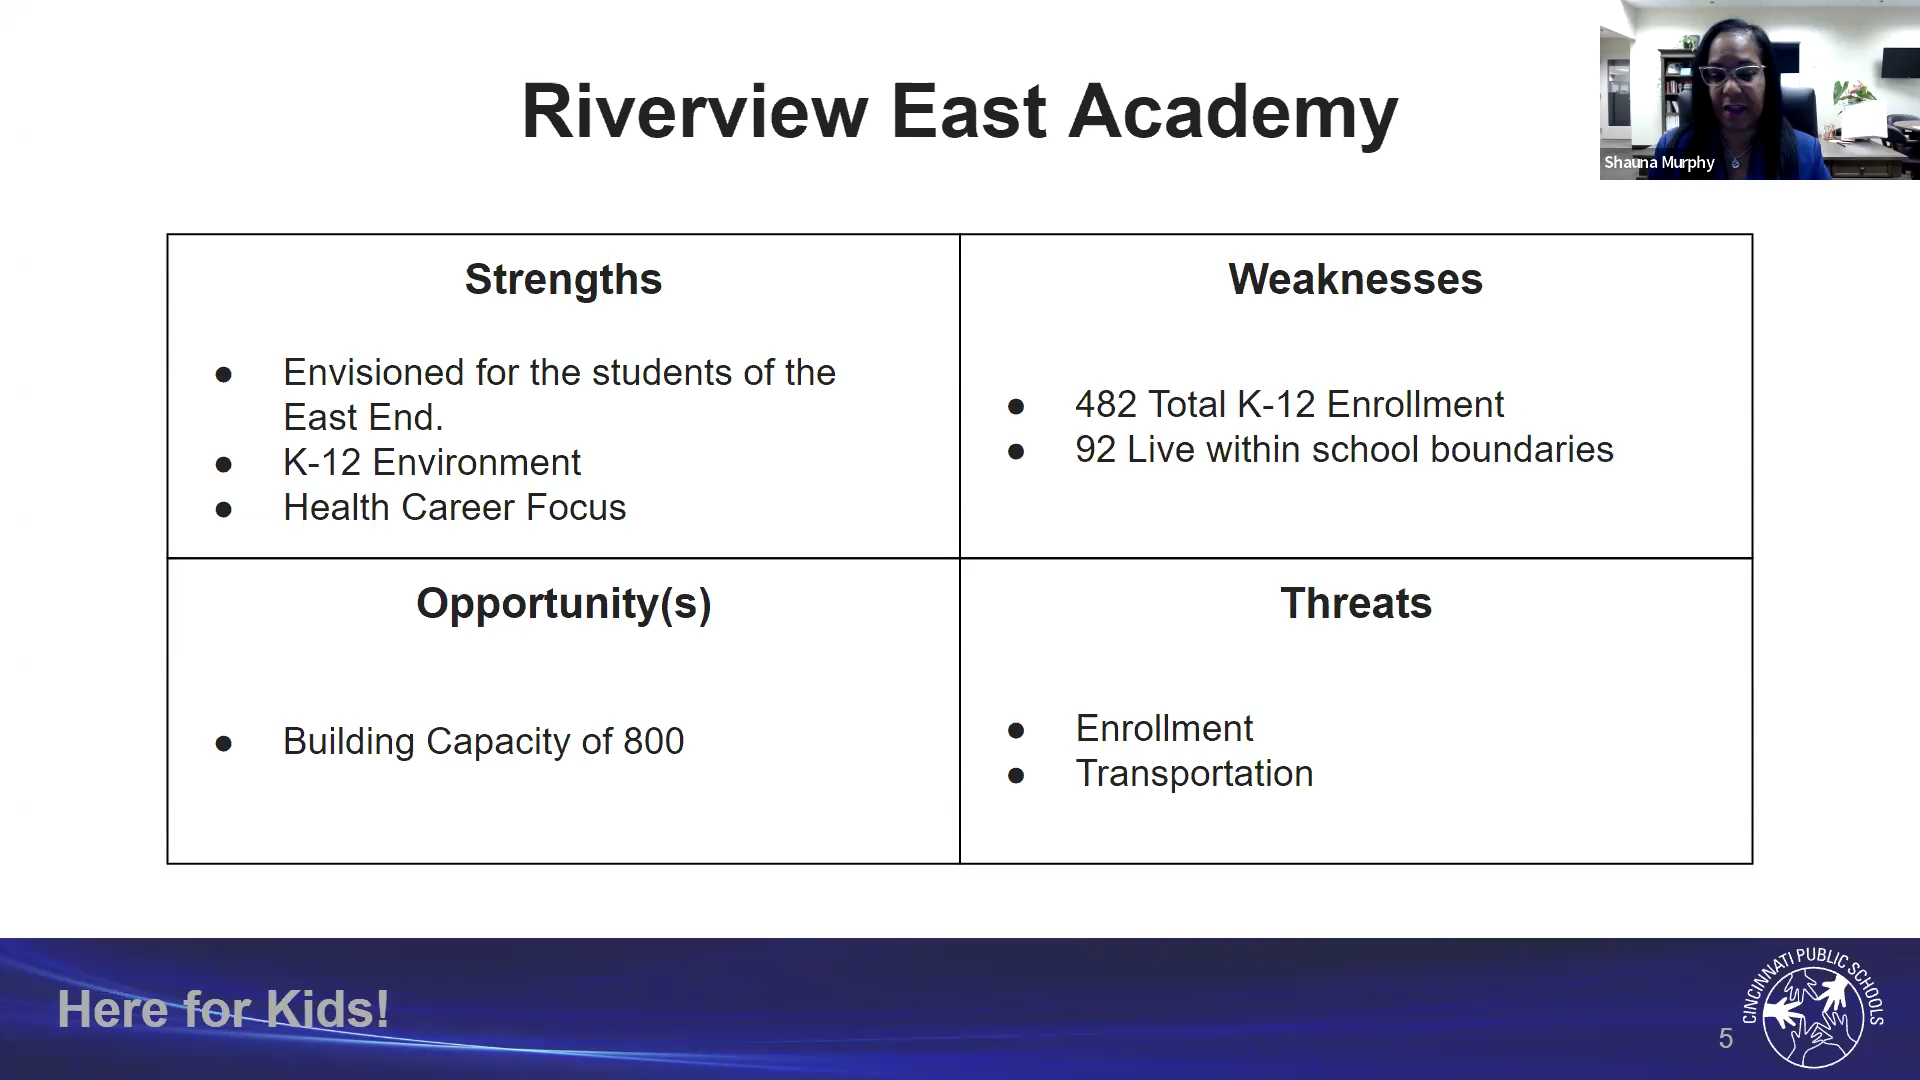 Riverview East Academy
Shauna Murphy
Strengths
● Envisioned for the students of the
East End.
● K-12 Environment
● Health Career Focus
Weaknesses
● 482 Total K-12 Enrollment
● 92 Live within school boundaries
Opportunity(s)
● Building Capacity of 800
Threats
● Enrollment
● Transportation
Here for Kids!
5
CINCINNATI PUBLIC SCHOOLS